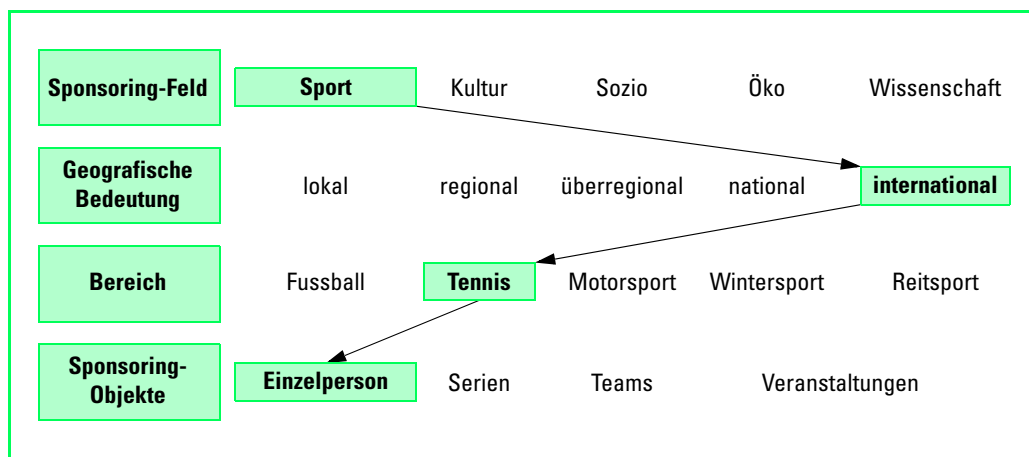 Sponsoring-Feld Sport Kultur Sozio Öko Wissenschaft
Geografische
Bedeutung lokal regional überregional national international
Bereich Fussball Tennis Motorsport Wintersport Reitsport
Sponsoring-
Objekte Einzelperson Serien Teams Veranstaltungen